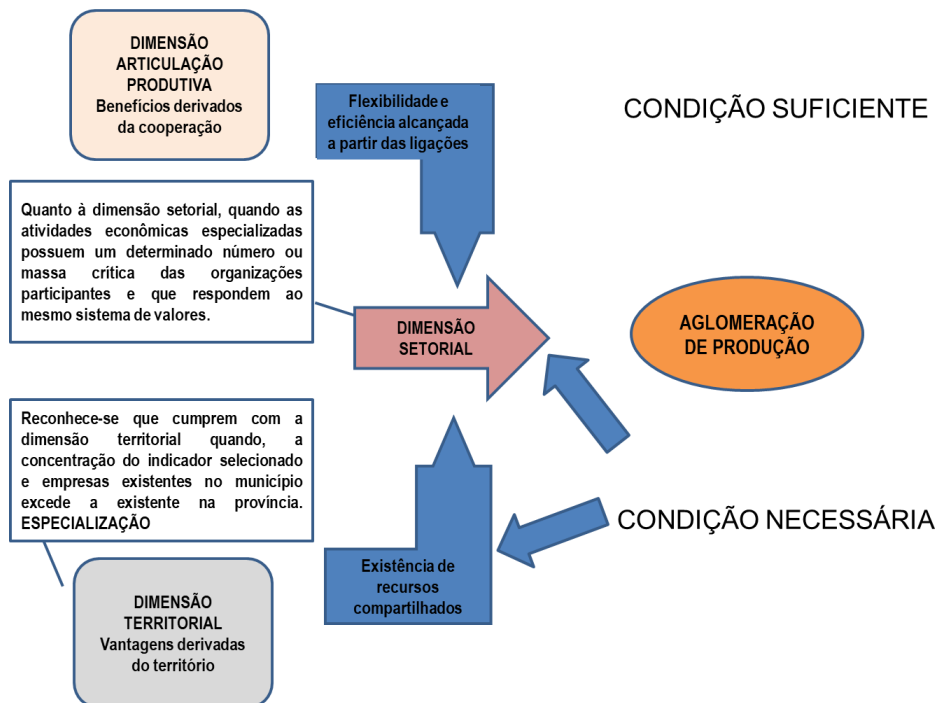 DIMENSÃO
ARTICULAÇÃO
PRODUTIVA
Benefícios derivados
da cooperação
Flexibilidade e
eficiência alcançada
a partir das ligações
CONDIÇÃO SUFICIENTE
Quanto à dimensão setorial, quando as
atividades econômicas especializadas
possuem um determinado número ou
massa crítica das organizações
participantes e que respondem ao
mesmo sistema de valores.
DIMENSÃO
SETORIAL
AGLOMERAÇÃO
DE PRODUÇÃO
Reconhece-se que cumprem com a
dimensão territorial quando, a
concentração do indicador selecionado
e empresas existentes no município
excede a existente na província.
ESPECIALIZAÇÃO
CONDIÇÃO NECESSÁRIA
Existência de
recursos
compartilhados
DIMENSÃO
TERRITORIAL
Vantagens derivadas
do território